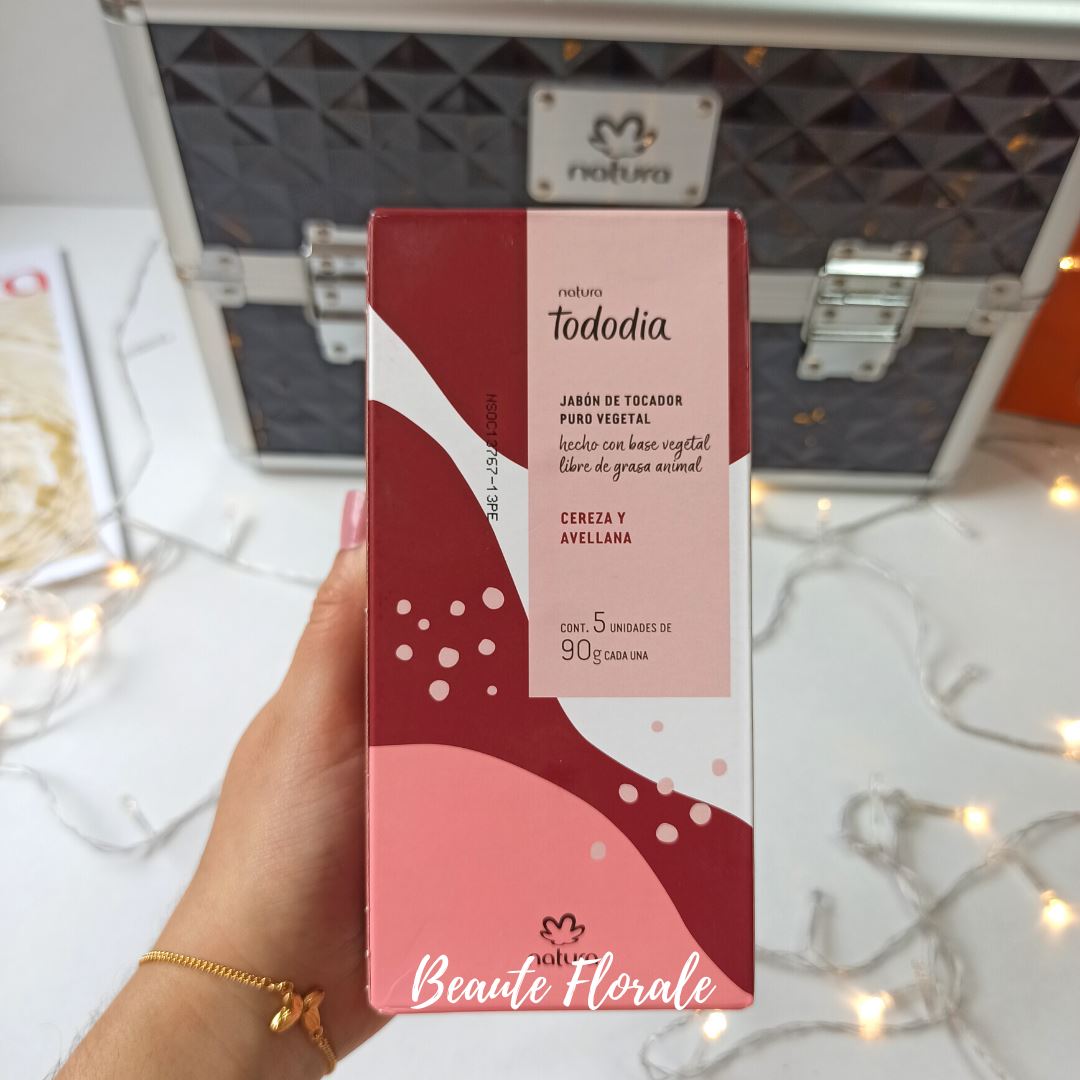 natura
natura
tododia
JABÓN DE TOCADOR
PURO VEGETAL
hecho con base vegetal
libre de grasa animal
CEREZA Y
AVELLANA
CONT. 5 UNIDADES DE
90g CADA UNA
NSOC13767-13PE
natura
Beaute Florale